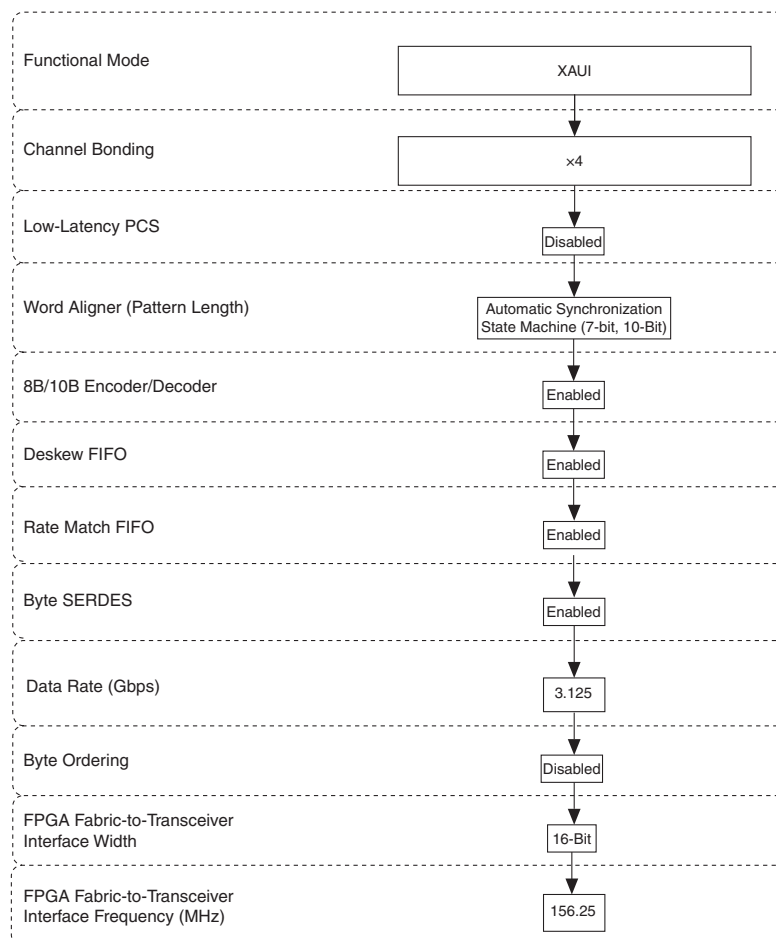 Functional Mode
XAUI
Channel Bonding
×4
Low-Latency PCS
Disabled
Word Aligner (Pattern Length)
Automatic Synchronization
State Machine (7-bit, 10-Bit)
8B/10B Encoder/Decoder
Enabled
Deskew FIFO
Enabled
Rate Match FIFO
Enabled
Byte SERDES
Enabled
Data Rate (Gbps)
3.125
Byte Ordering
Disabled
FPGA Fabric-to-Transceiver
Interface Width
16-Bit
FPGA Fabric-to-Transceiver
Interface Frequency (MHz)
156.25